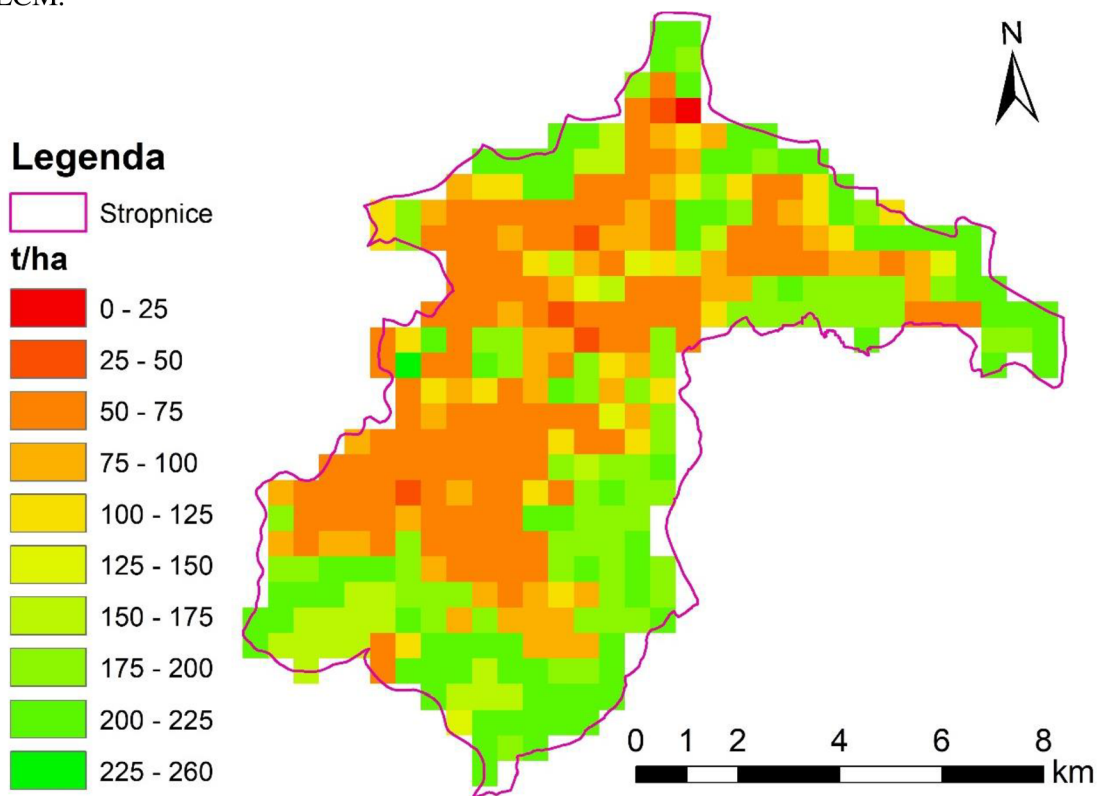 ECM.
N
Legenda
Stropnice
t/ha
0 - 25
25 - 50
50 - 75
75 - 100
100 - 125
125 - 150
150 - 175
175 - 200
200 - 225
225 - 260
0 1 2 4 6 8
km